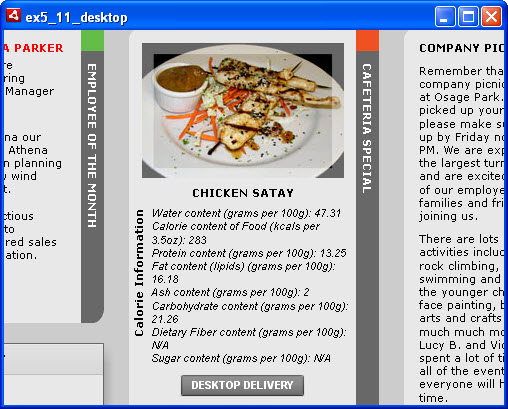 ex5_11_desktop
A PARKER
re
ring
Manager
na our
Athena
n planning
y wind
t.
ctious
to
red sales
ation.
EMPLOYEE OF THE MONTH
CHICKEN SATAY
Calorie Information
Water content (grams per 100g): 47.31
Calorie content of Food (kcals per
3.5oz): 283
Protein content (grams per 100g): 13.25
Fat content (lipids) (grams per 100g):
16.18
Ash content (grams per 100g): 2
Carbohydrate content (grams per 100g):
21.26
Dietary Fiber content (grams per 100g):
N/A
Sugar content (grams per 100g): N/A
DESKTOP DELIVERY
CAFETERIA SPECIAL
COMPANY PIC
Remember tha
company picnic
at Osage Park.
picked up your
please make su
up by Friday no
PM. We are exp
the largest turn
and are excited
of our employe
families and frie
joining us.
There are lots
activities includ
rock climbing,
swimming and
the younger ch
face painting, b
arts and crafts
much much mo
Lucy B. and Vic
spent a lot of ti
all of the event
everyone will h
time.